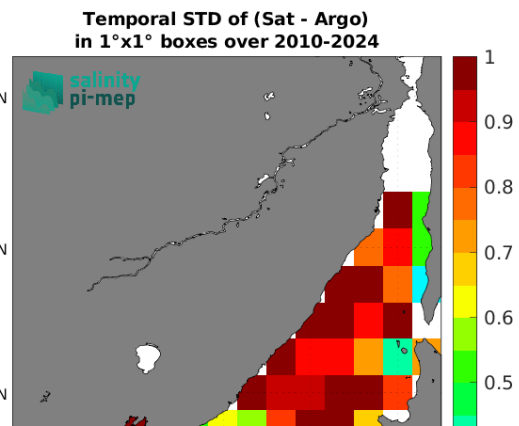 Temporal STD of (Sat - Argo)
in 1°x1° boxes over 2010-2024
salinity
pi-mep
N
N
N
1
0.9
0.8
0.7
0.6
0.5